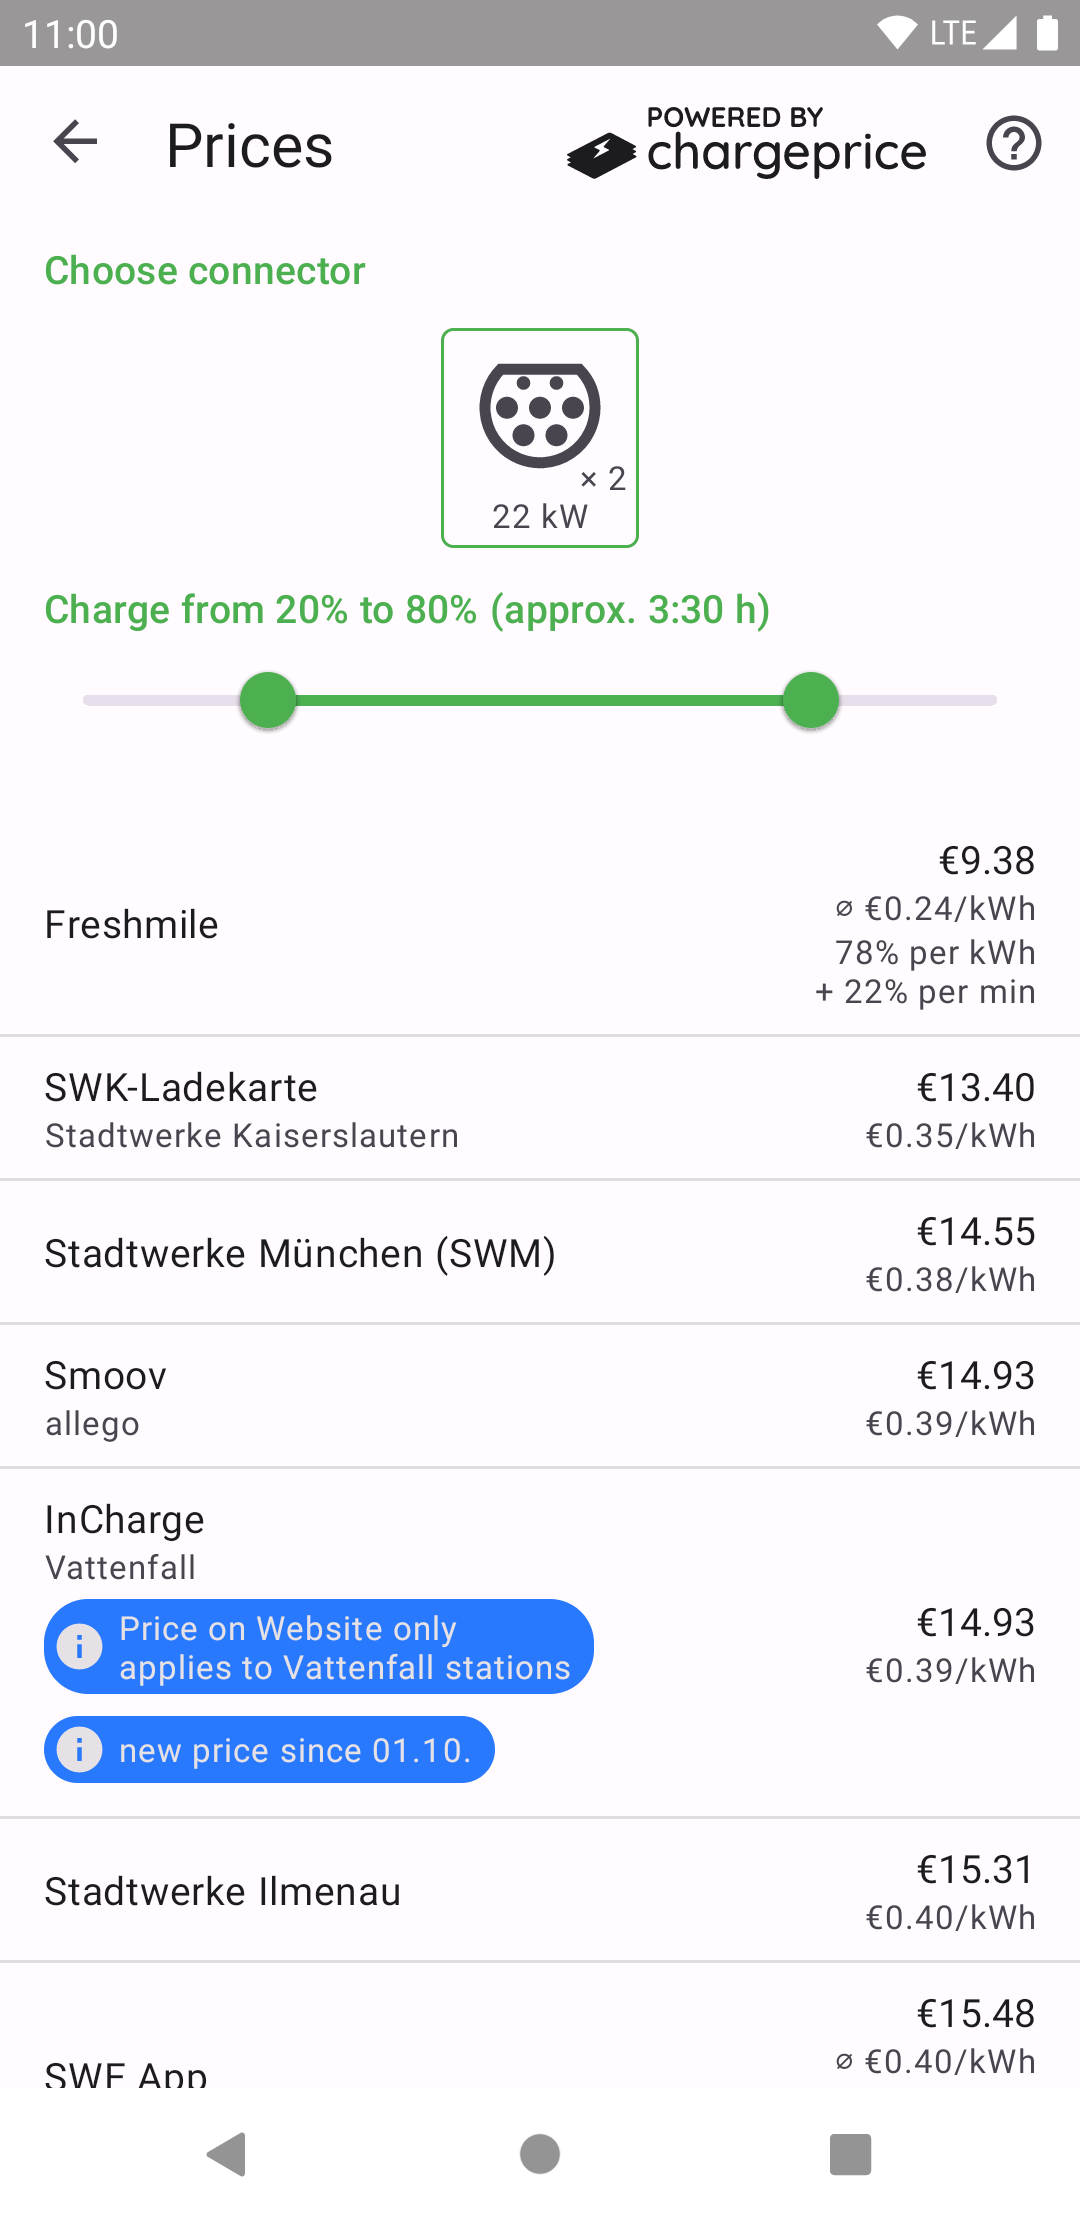 11:00
LTE
Prices
POWERED BY
chargeprice
Choose connector
× 2
22 kW
Charge from 20% to 80% (approx. 3:30 h)
Freshmile
€9.38
⌀ €0.24/kWh
78% per kWh
+ 22% per min
SWK-Ladekarte
Stadtwerke Kaiserslautern
€13.40
€0.35/kWh
Stadtwerke München (SWM)
€14.55
€0.38/kWh
Smoov
allego
€14.93
€0.39/kWh
InCharge
Vattenfall
Price on Website only
applies to Vattenfall stations
new price since 01.10.
€14.93
€0.39/kWh
Stadtwerke Ilmenau
€15.31
€0.40/kWh
SWF App
€15.48
⌀ €0.40/kWh